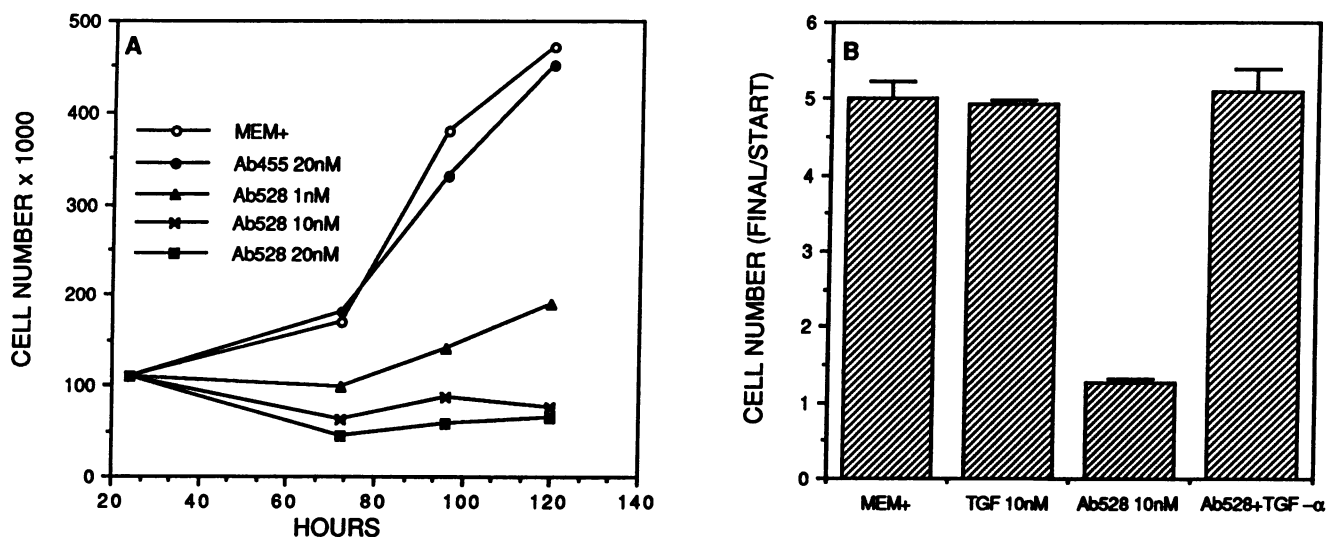 A
CELL NUMBER x 1000
500
400
300
200
100
0
MEM+
Ab455 20nM
Ab528 1nM
Ab528 10nM
Ab528 20nM
20 40 60 80 100 120 140
HOURS
B
CELL NUMBER (FINAL/START)
6
5
4
3
2
1
0
MEM+ TGF 10nM Ab528 10nM Ab528+TGF -α